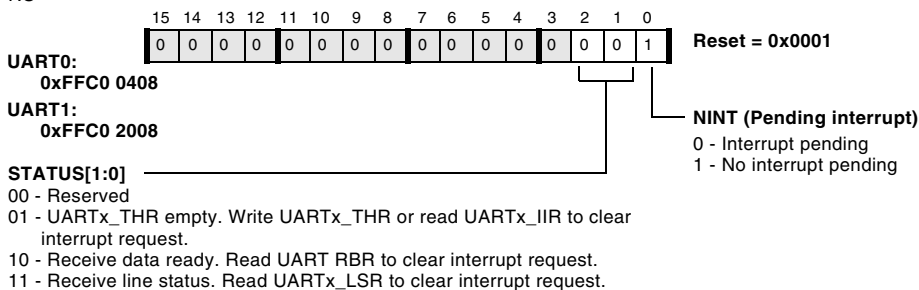 15 14 13 12 11 10 9 8 7 6 5 4 3 2 1 0
0 0 0 0 0 0 0 0 0 0 0 0 0 0 0 1
Reset = 0x0001
UART0:
0xFFC0 0408
UART1:
0xFFC0 2008
NINT (Pending interrupt)
0 - Interrupt pending
1 - No interrupt pending
STATUS[1:0]
00 - Reserved
01 - UARTx_THR empty. Write UARTx_THR or read UARTx_IIR to clear
interrupt request.
10 - Receive data ready. Read UART RBR to clear interrupt request.
11 - Receive line status. Read UARTx_LSR to clear interrupt request.